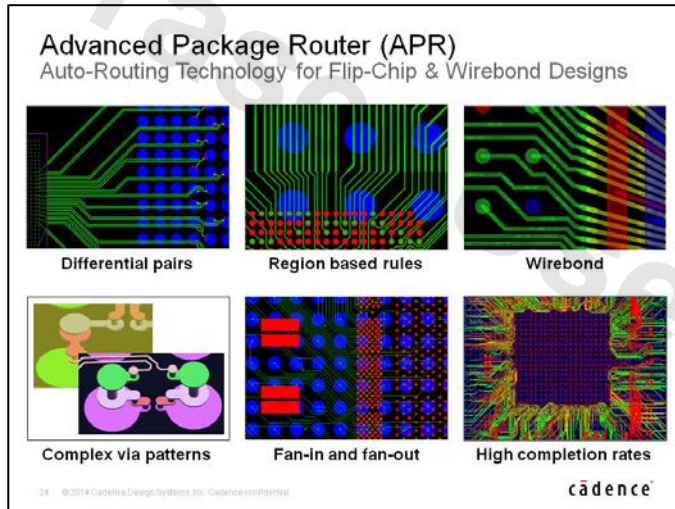 Advanced Package Router (APR)
Auto-Routing Technology for Flip-Chip & Wirebond Designs
Differential pairs
Region based rules
Wirebond
Complex via patterns
Fan-in and fan-out
High completion rates
24 © 2014 Cadence Design Systems, Inc. Cadence confidential
cādence